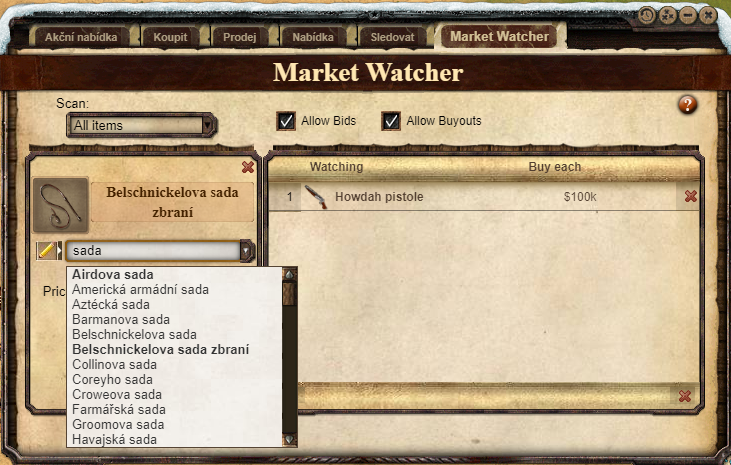 Akční nabídka
Koupit
Prodej
Nabídka
Sledovat
Market Watcher
Market Watcher
Scan:
All items
Allow Bids
Allow Buyouts
?
Belschnickelova sada
zbraní
sada
Pric
Airdova sada
Americká armádní sada
Aztécká sada
Barmanova sada
Belschnickelova sada
Belschnickelova sada zbraní
Collinova sada
Coreyho sada
Croweova sada
Farmářská sada
Groomova sada
Havajská sada
Watching Buy each
1 Howdah pistole $100k